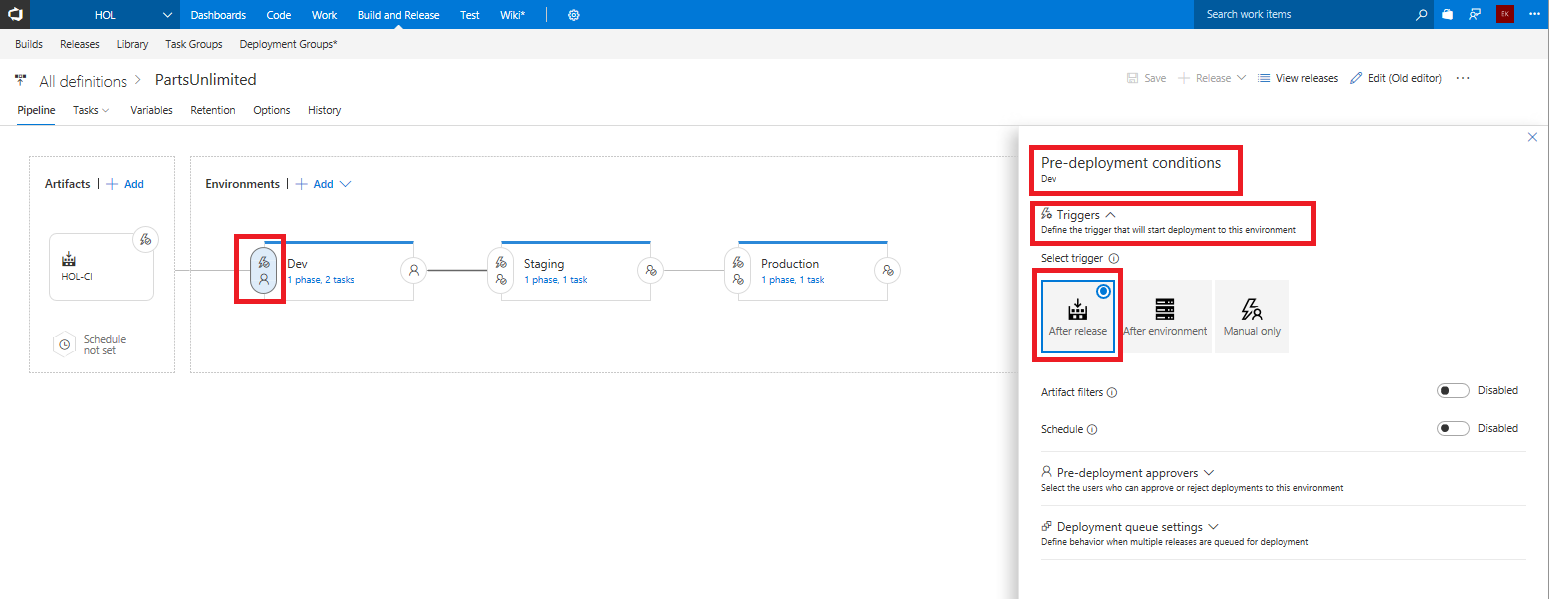 HOL
Dashboards Code Work Build and Release Test Wiki*
Search work items
EK
Builds Releases Library Task Groups Deployment Groups*
All definitions > PartsUnlimited
Save + Release View releases Edit (Old editor) ...
Pipeline Tasks Variables Retention Options History
Artifacts | + Add
Environments | + Add
HOL-CI
Schedule
not set
Dev
1 phase, 2 tasks
Staging
1 phase, 1 task
Production
1 phase, 1 task
Pre-deployment conditions
Dev
Triggers
Define the trigger that will start deployment to this environment
Select trigger
After release After environment Manual only
Artifact filters Disabled
Schedule Disabled
Pre-deployment approvers
Select the users who can approve or reject deployments to this environment
Deployment queue settings
Define behavior when multiple releases are queued for deployment